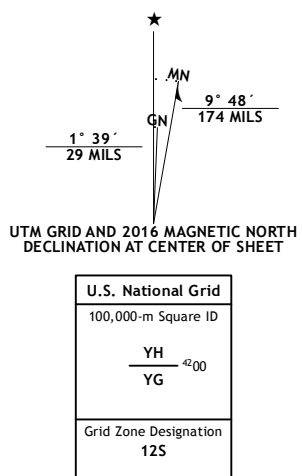 ★
MN
GN
9° 48´
174 MILS
1° 39´
29 MILS
UTM GRID AND 2016 MAGNETIC NORTH
DECLINATION AT CENTER OF SHEET
U.S. National Grid
100,000-m Square ID
YH
⁴²00
YG
Grid Zone Designation
12S